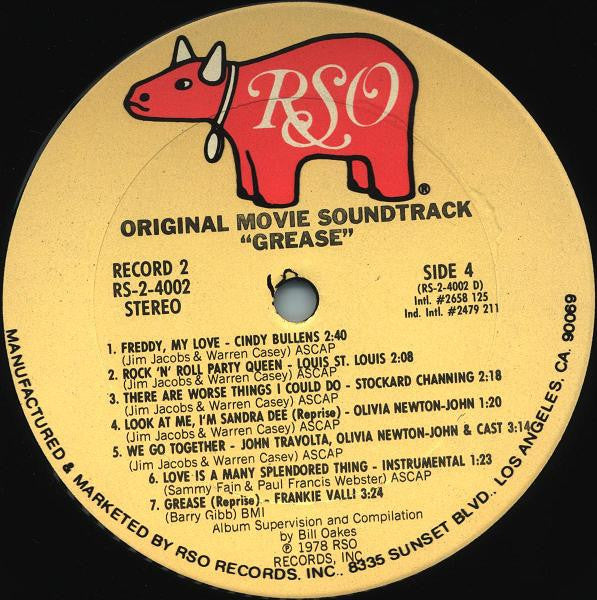 RSO
®
ORIGINAL MOVIE SOUNDTRACK
"GREASE"
RECORD 2
RS-2-4002
STEREO
SIDE 4
(RS-2-4002 D)
Intl. #2658 125
Ind. Intl. #2479 211
1. FREDDY, MY LOVE - CINDY BULLENS 2:40
(Jim Jacobs & Warren Casey) ASCAP
2. ROCK 'N' ROLL PARTY QUEEN - LOUIS ST. LOUIS 2:08
(Jim Jacobs & Warren Casey) ASCAP
3. THERE ARE WORSE THINGS I COULD DO - STOCKARD CHANNING 2:18
(Jim Jacobs & Warren Casey) ASCAP
4. LOOK AT ME, I'M SANDRA DEE (Reprise) - OLIVIA NEWTON-JOHN 1:20
(Jim Jacobs & Warren Casey) ASCAP
5. WE GO TOGETHER - JOHN TRAVOLTA, OLIVIA NEWTON-JOHN & CAST 3:14
(Jim Jacobs & Warren Casey) ASCAP
6. LOVE IS A MANY SPLENDORED THING - INSTRUMENTAL 1:23
(Sammy Fain & Paul Francis Webster) ASCAP
7. GREASE (Reprise) - FRANKIE VALLI 3:24
(Barry Gibb) BMI
Album Supervision and Compilation
by Bill Oakes
℗ 1978 RSO
RECORDS, INC.
MANUFACTURED & MARKETED BY RSO RECORDS, INC., 8335 SUNSET BLVD., LOS ANGELES, CA. 90069